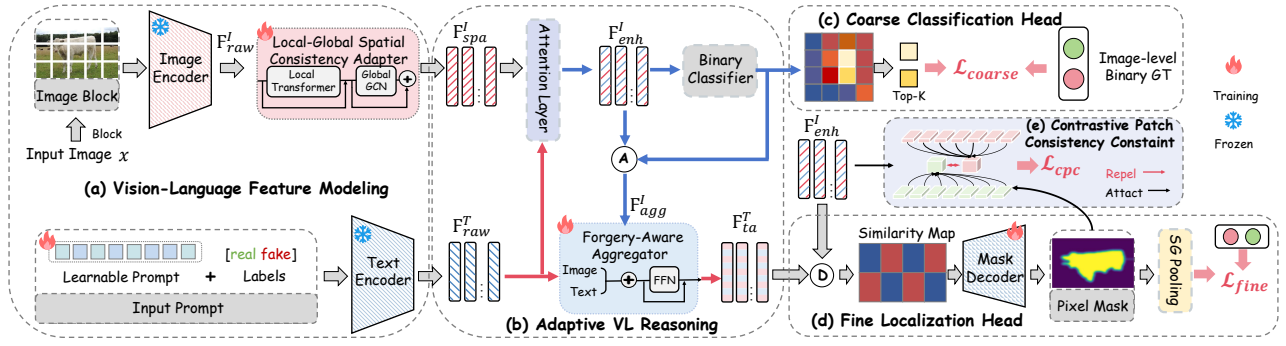 Image Block
Block
Input Image x
Image Encoder
F^I_raw
Local-Global Spatial
Consistency Adapter
Local
Transformer
Global
GCN
(a) Vision-Language Feature Modeling
Learnable Prompt
+
[real fake]
Labels
Input Prompt
Text Encoder
F^I_spa
Attention Layer
F^I_enh
Binary
Classifier
A
F^I_agg
F^T_raw
Forgery-Aware
Aggregator
Image
Text
FFN
F^T_ta
(b) Adaptive VL Reasoning
(c) Coarse Classification Head
Top-K
L_coarse
Image-level
Binary GT
Training
Frozen
F^I_enh
(e) Contrastive Patch
Consistency Constaint
L_cpc
Repel
Attact
D
Similarity Map
Mask Decoder
Pixel Mask
SG Pooling
L_fine
(d) Fine Localization Head